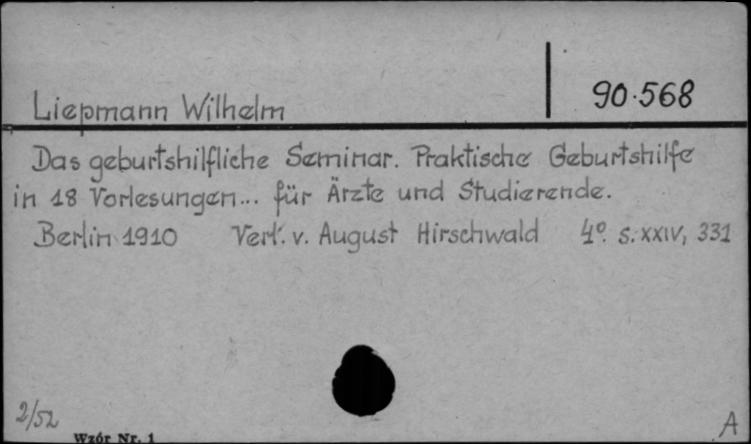 Liepmann Wilhelm
90.568
Das geburtshilfliche Seminar. Praktische Geburtshilfe
in 18 Vorlesungen... für Ärzte und Studierende.
Berlin 1910 Verl. v. August Hirschwald 4º. S. XXIV, 331
2/52
Wzór Nr. 1
A